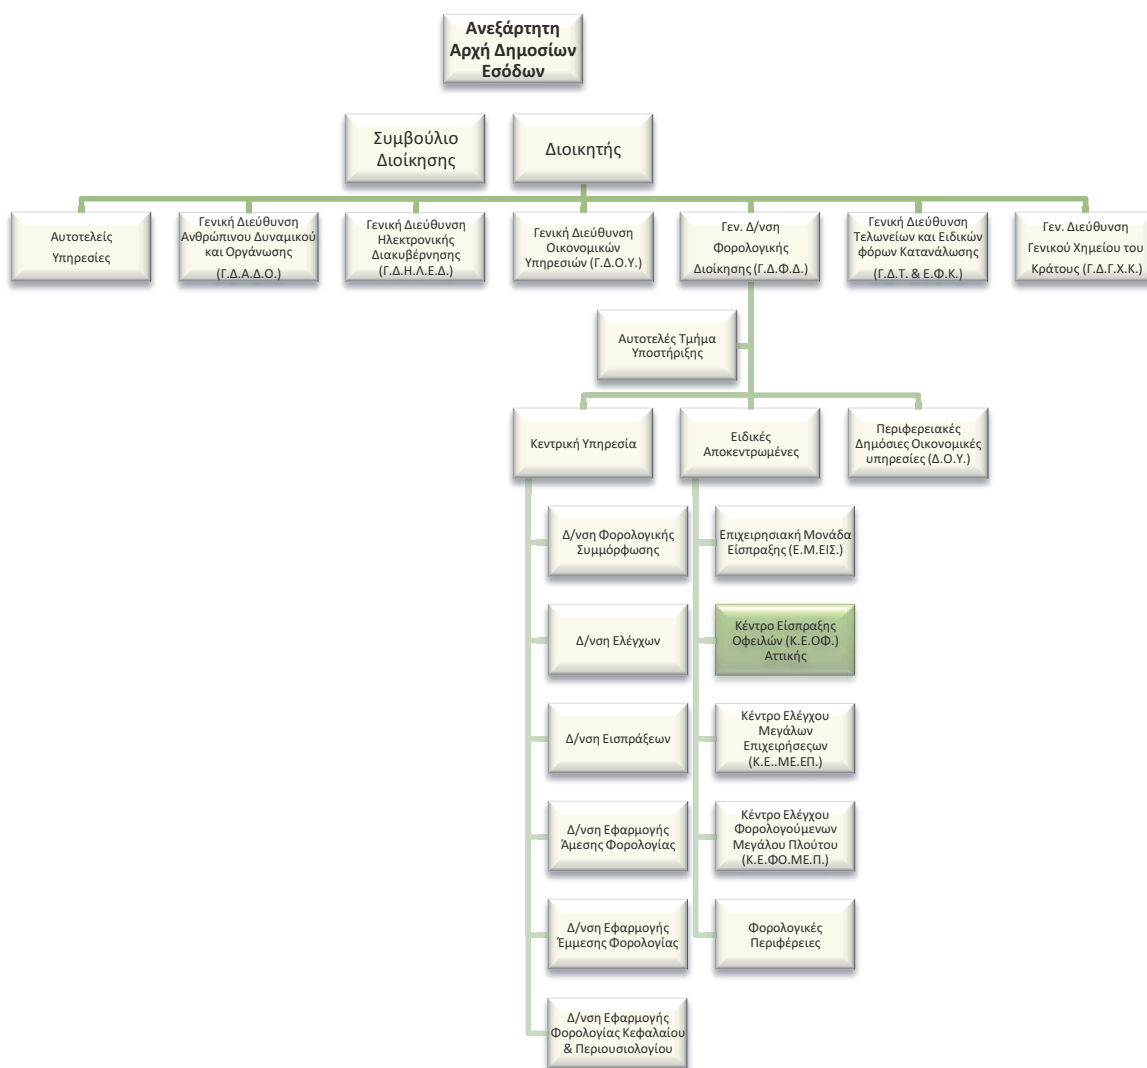 Ανεξάρτητη
Αρχή Δημοσίων
Εσόδων
Συμβούλιο
Διοίκησης
Διοικητής
Αυτοτελείς
Υπηρεσίες
Γενική Διεύθυνση
Ανθρώπινου Δυναμικού
και Οργάνωσης
(Γ.Δ.Α.Δ.Ο.)
Γενική Διεύθυνση
Ηλεκτρονικής
Διακυβέρνησης
(Γ.Δ.Η.Λ.Ε.Δ.)
Γενική Διεύθυνση
Οικονομικών
Υπηρεσιών (Γ.Δ.Ο.Υ.)
Γεν. Δ/νση
Φορολογικής
Διοίκησης (Γ.Δ.Φ.Δ.)
Γενική Διεύθυνση
Τελωνείων και Ειδικών
φόρων Κατανάλωσης
(Γ.Δ.Τ. & Ε.Φ.Κ.)
Γεν. Διεύθυνση
Γενικού Χημείου του
Κράτους (Γ.Δ.Γ.Χ.Κ.)
Αυτοτελές Τμήμα
Υποστήριξης
Κεντρική Υπηρεσία
Ειδικές
Αποκεντρωμένες
Περιφερειακές
Δημόσιες Οικονομικές
υπηρεσίες (Δ.Ο.Υ.)
Δ/νση Φορολογικής
Συμμόρφωσης
Επιχειρησιακή Μονάδα
Είσπραξης (Ε.Μ.ΕΙΣ.)
Δ/νση Ελέγχων
Κέντρο Είσπραξης
Οφειλών (Κ.Ε.ΟΦ.)
Αττικής
Δ/νση Εισπράξεων
Κέντρο Ελέγχου
Μεγάλων
Επιχειρήσεςων
(Κ.Ε..ΜΕ.ΕΠ.)
Δ/νση Εφαρμογής
Άμεσης Φορολογίας
Κέντρο Ελέγχου
Φορολογούμενων
Μεγάλου Πλούτου
(Κ.Ε.ΦΟ.ΜΕ.Π.)
Δ/νση Εφαρμογής
Έμμεσης Φορολογίας
Φορολογικές
Περιφέρειες
Δ/νση Εφαρμογής
Φορολογίας Κεφαλαίου
& Περιουσιολογίου